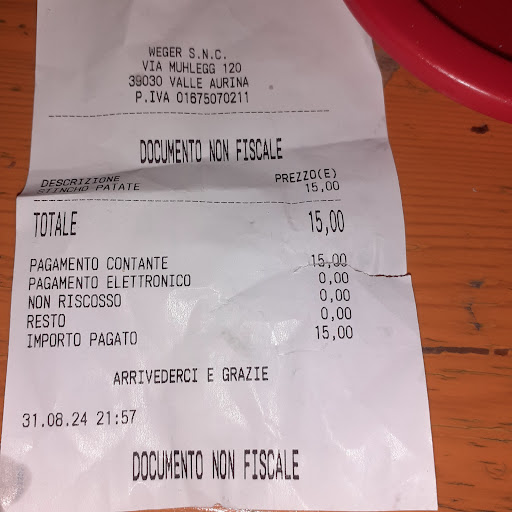 WEGER S.N.C.
VIA MUHLEGG 120
39030 VALLE AURINA
P.IVA 01675070211
DOCUMENTO NON FISCALE
DESCRIZIONE PREZZO(E)
STINCHO PATATE 15,00
TOTALE 15,00
PAGAMENTO CONTANTE 15,00
PAGAMENTO ELETTRONICO 0,00
NON RISCOSSO 0,00
RESTO 0,00
IMPORTO PAGATO 15,00
ARRIVEDERCI E GRAZIE
31.08.24 21:57
DOCUMENTO NON FISCALE